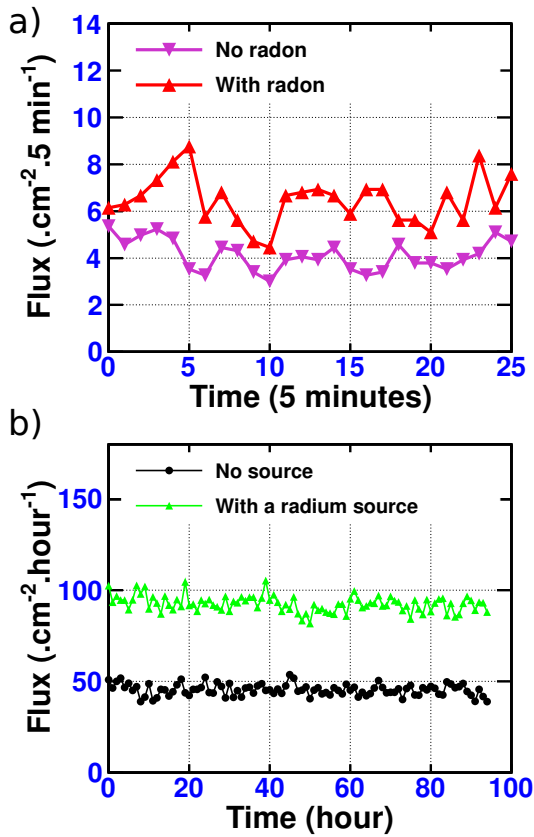 a)
14
12
10
8
6
4
2
0
Flux (.cm⁻².5 min⁻¹)
No radon
With radon
0 5 10 15 20 25
Time (5 minutes)
b)
150
100
50
0
Flux (.cm⁻².hour⁻¹)
No source
With a radium source
0 20 40 60 80 100
Time (hour)